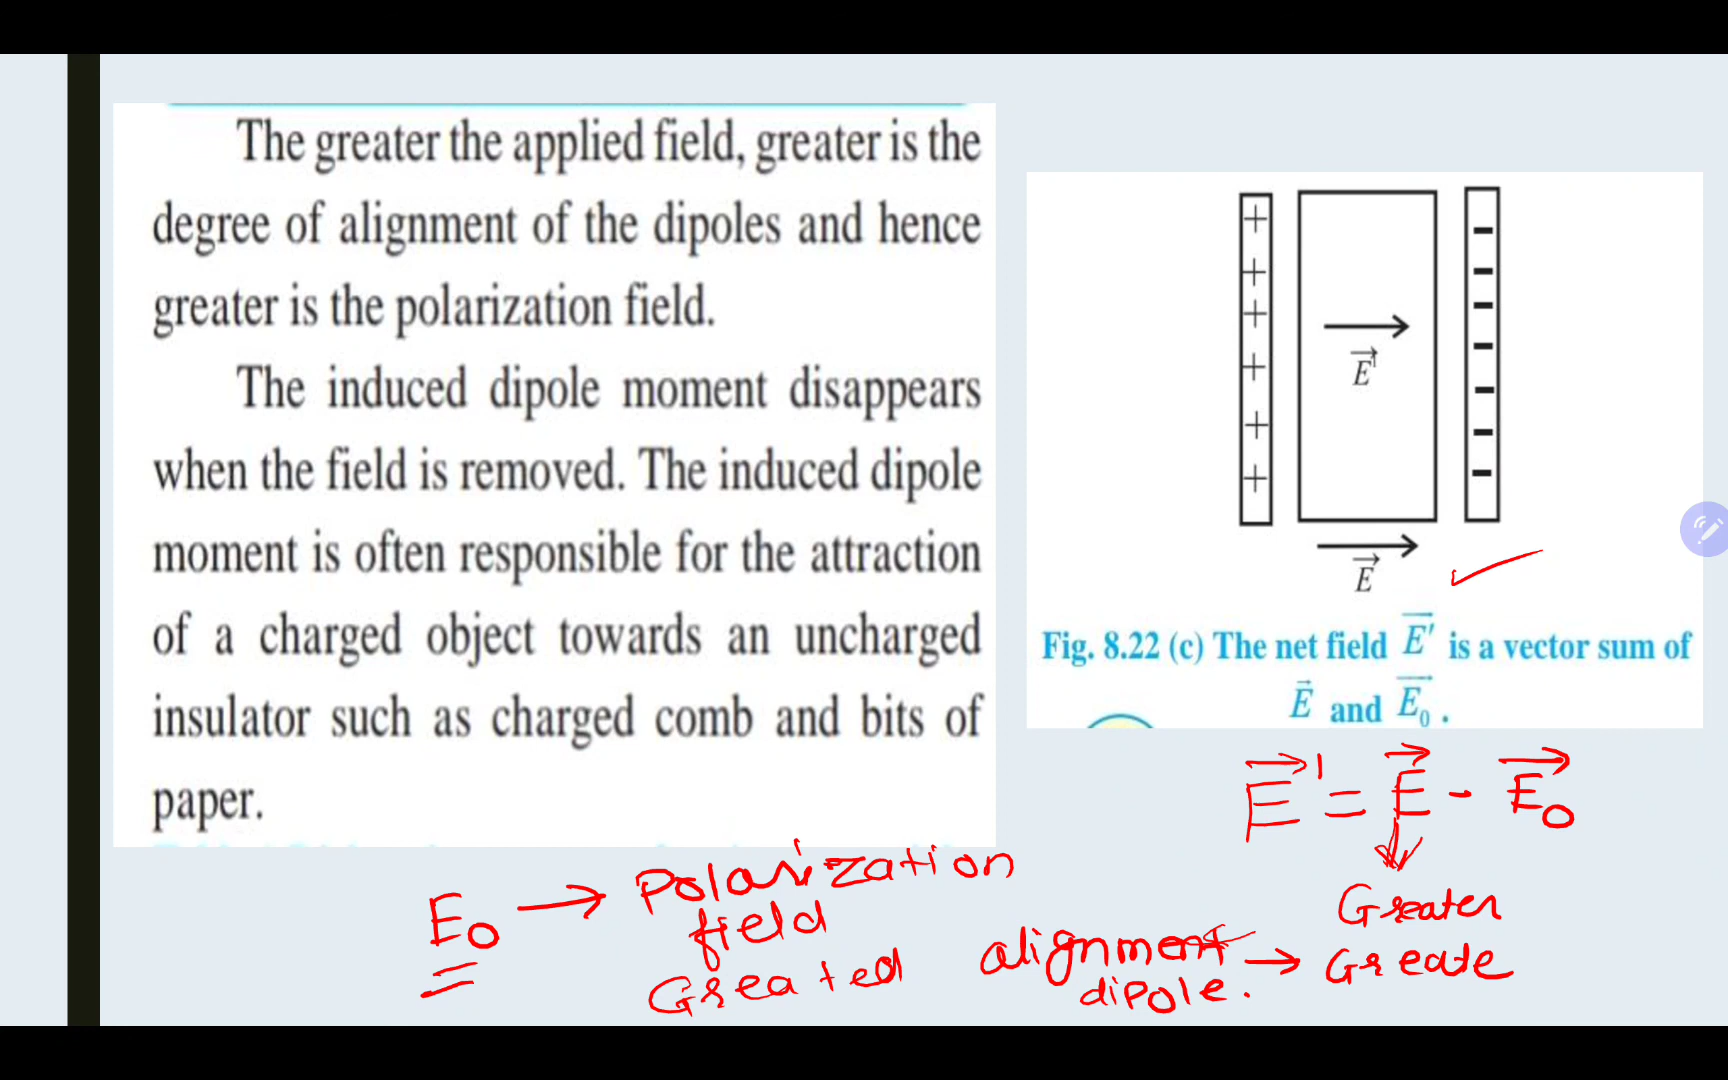 The greater the applied field, greater is the
degree of alignment of the dipoles and hence
greater is the polarization field.
The induced dipole moment disappears
when the field is removed. The induced dipole
moment is often responsible for the attraction
of a charged object towards an uncharged
insulator such as charged comb and bits of
paper.
+ -
+ -
+ -
+ -
+ -
+ -
-
E⃗'
E⃗
Fig. 8.22 (c) The net field E⃗' is a vector sum of
E⃗ and E⃗₀ .
E⃗' = E⃗ - E⃗₀
Greater
E₀ → Polarization
field
Greated
alignment → Greate
dipole.